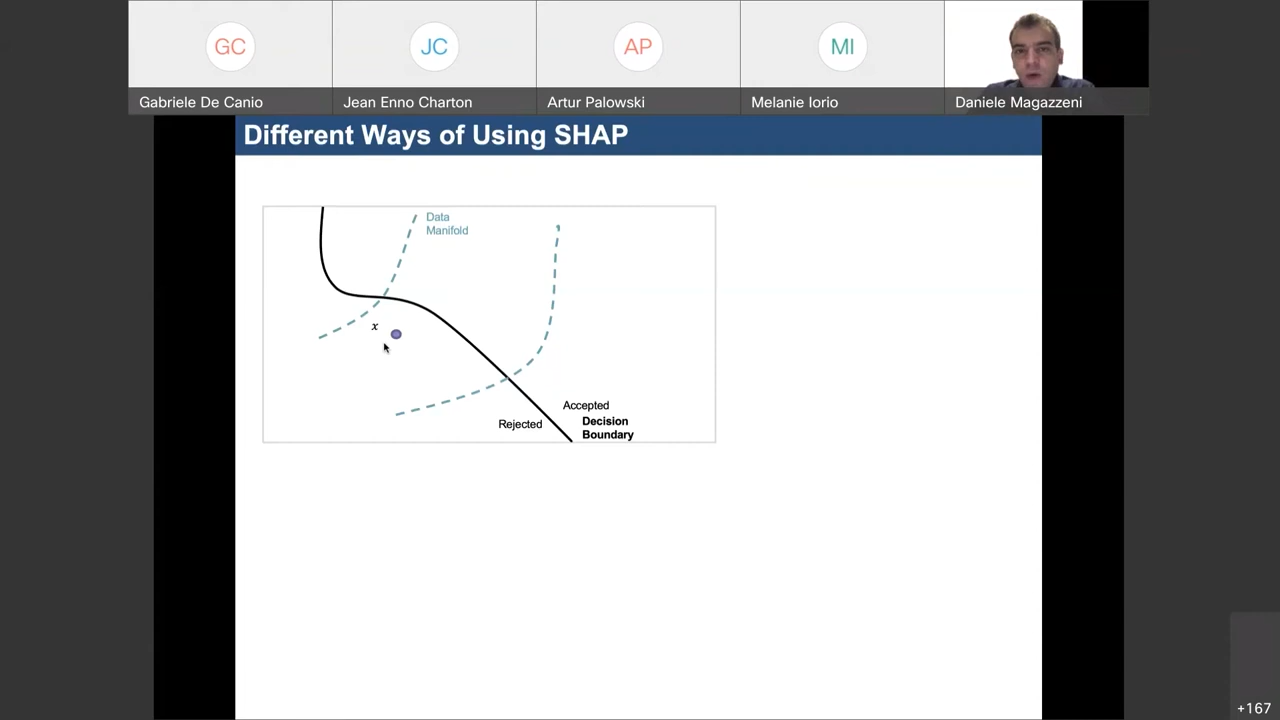 GC
JC
AP
MI
Gabriele De Canio
Jean Enno Charton
Artur Palowski
Melanie Iorio
Daniele Magazzeni
Different Ways of Using SHAP
Data
Manifold
x
Accepted
Rejected
Decision
Boundary
+167